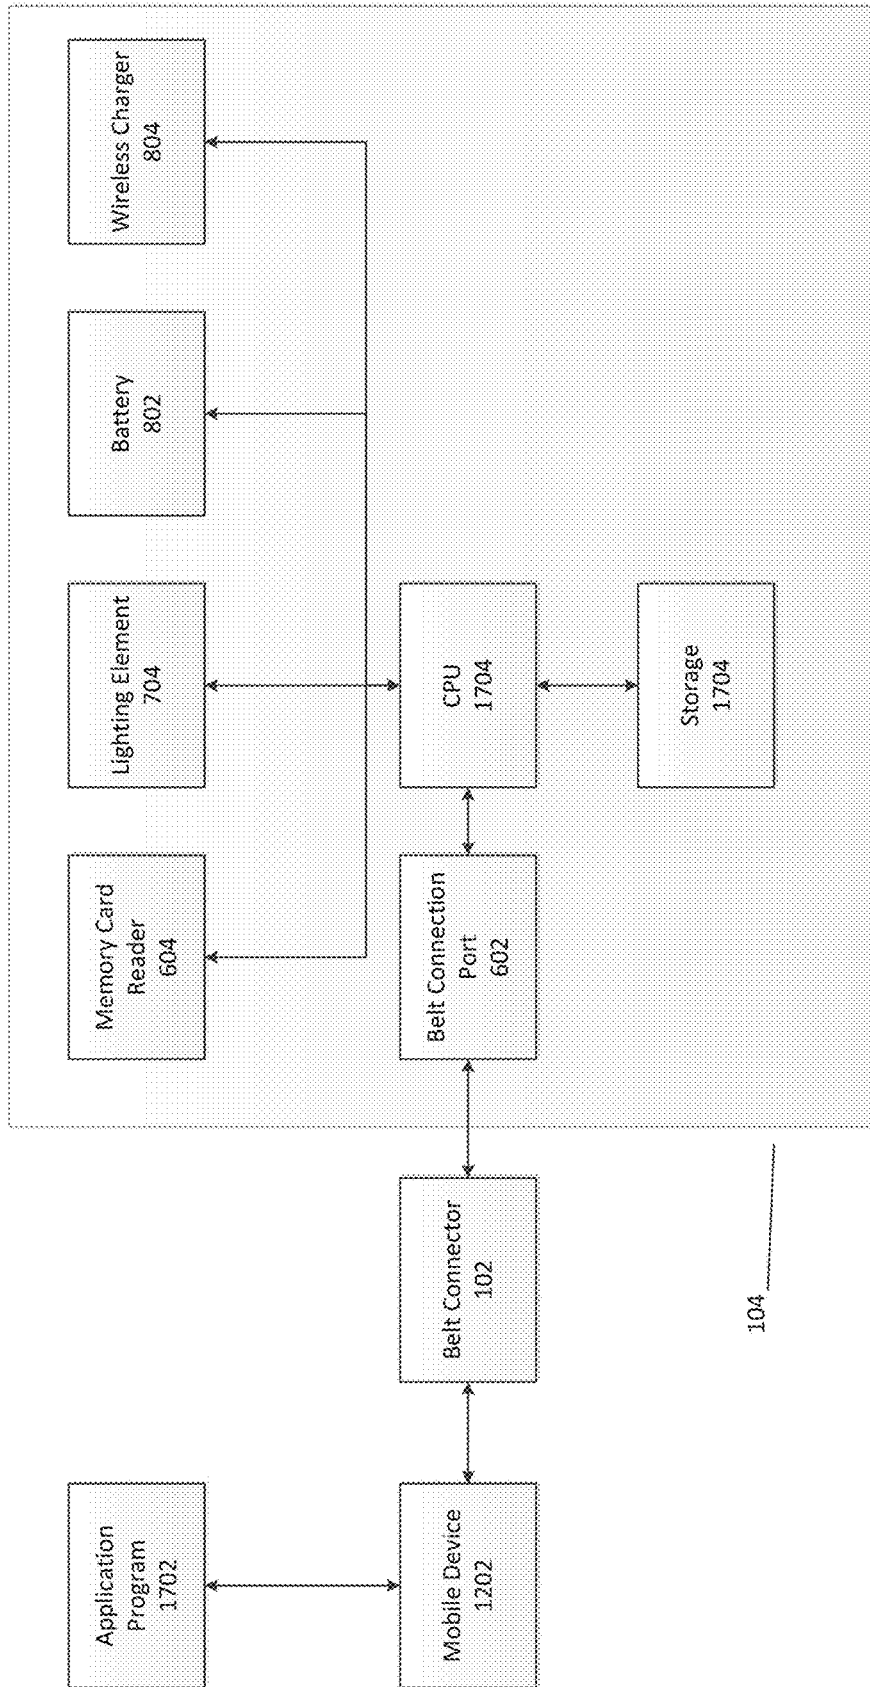 Application
Program
1702
Memory Card
Reader
604
Lighting Element
704
Battery
802
Wireless Charger
804
Mobile Device
1202
Belt Connector
102
Belt Connection
Port
602
CPU
1704
Storage
1704
104